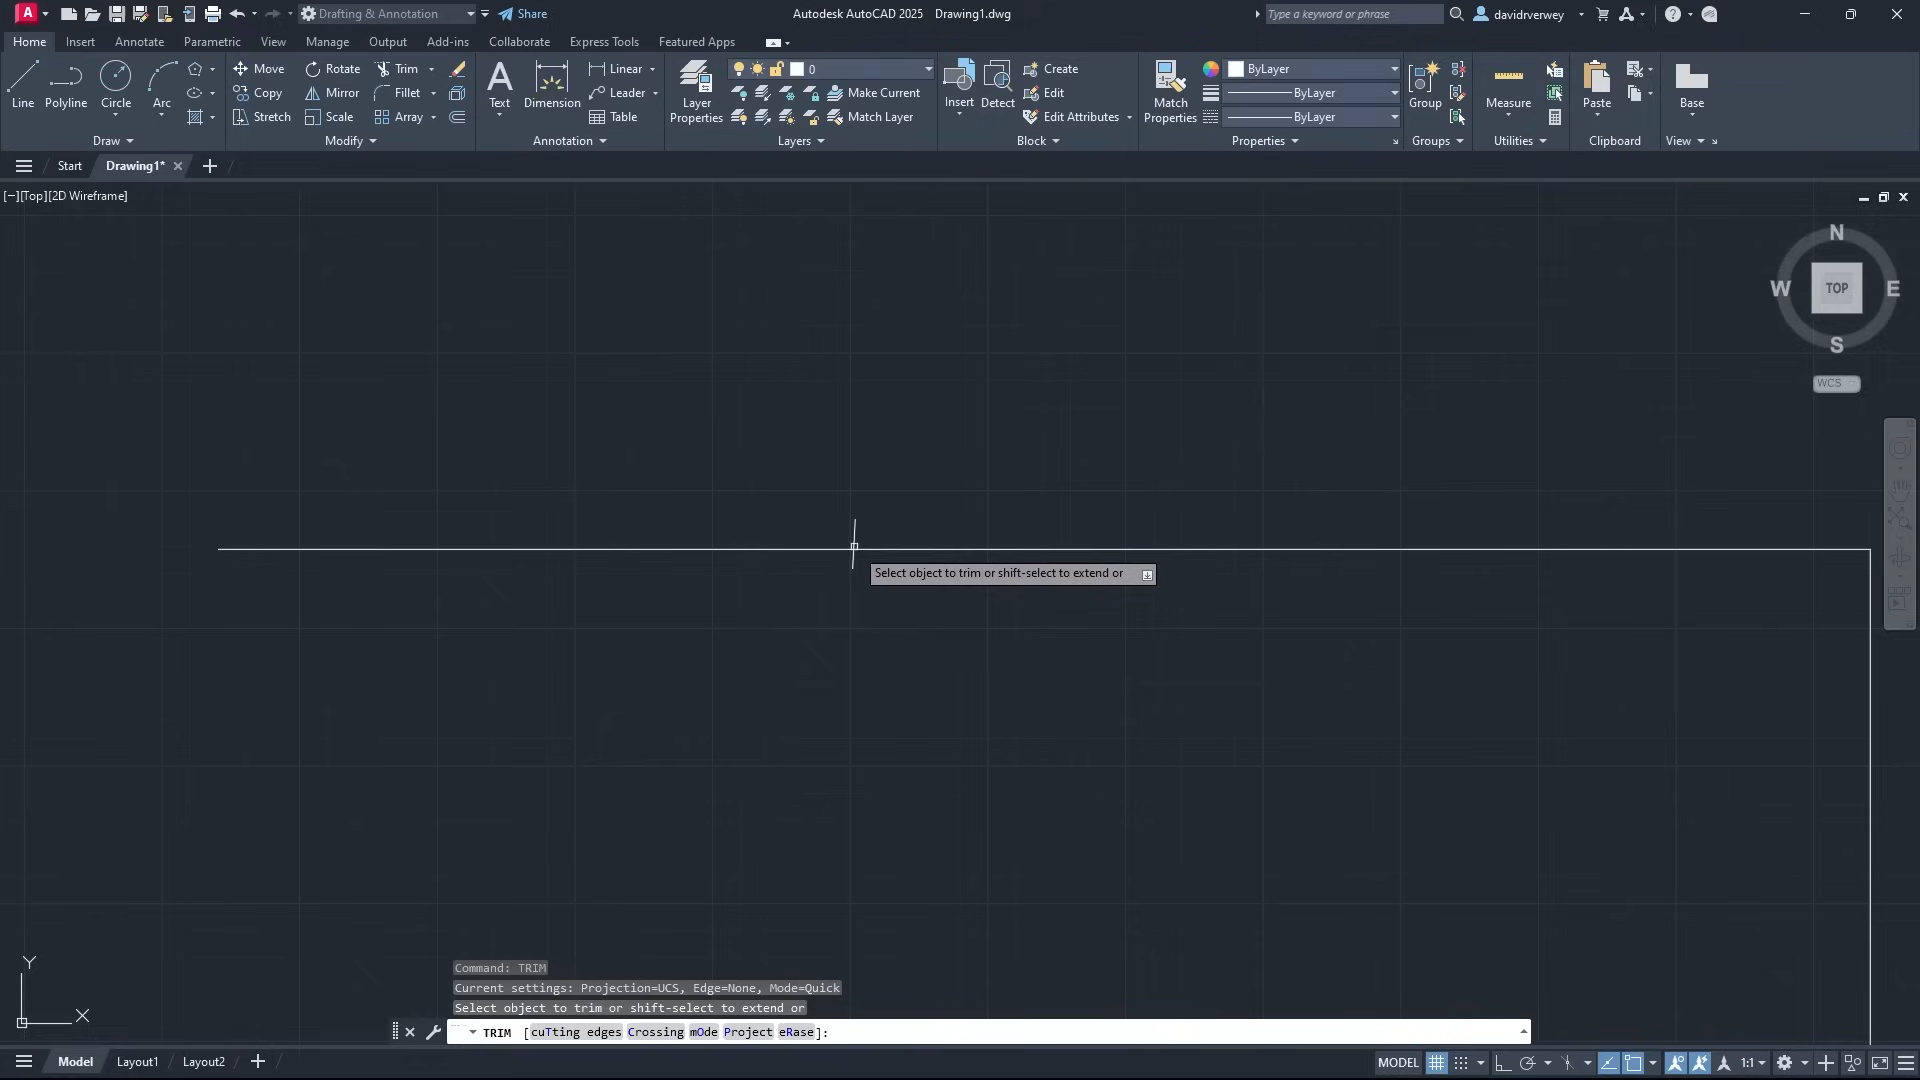 Drafting & Annotation
Share
Autodesk AutoCAD 2025 Drawing1.dwg
Type a keyword or phrase
davidrverwey
Home Insert Annotate Parametric View Manage Output Add-ins Collaborate Express Tools Featured Apps
Move Rotate Trim
Copy Mirror Fillet
Stretch Scale Array
Line Polyline Circle Arc
Text Dimension
Linear
Leader
Table
Layer
Properties
0
Make Current
Match Layer
Insert Detect
Create
Edit
Edit Attributes
Match
Properties
ByLayer
ByLayer
ByLayer
Group
Measure
Paste
Base
Draw Modify Annotation Layers Block Properties Groups Utilities Clipboard View
Start Drawing1*
[−][Top][2D Wireframe]
N
W TOP E
S
WCS
Select object to trim or shift-select to extend or
Y
X
Command: TRIM
Current settings: Projection=UCS, Edge=None, Mode=Quick
Select object to trim or shift-select to extend or
TRIM [cuTting edges Crossing mOde Project eRase]:
Model Layout1 Layout2
MODEL
1:1